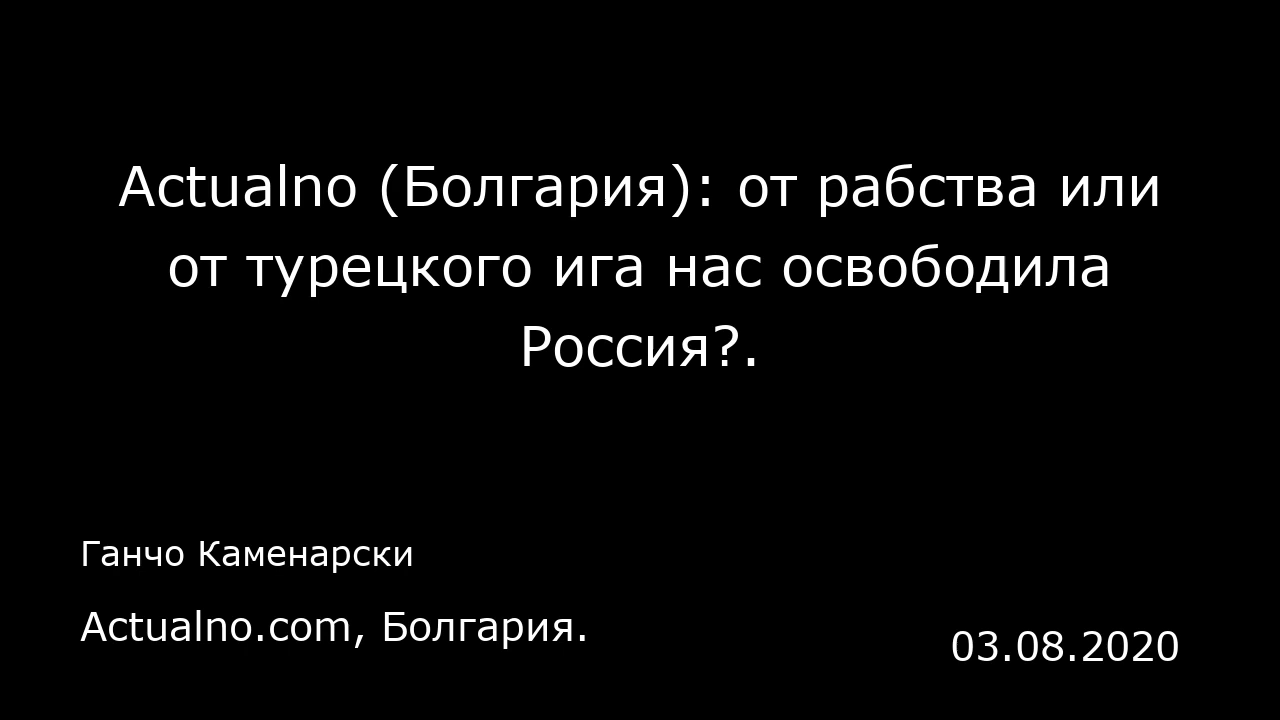 Actualno (Болгария): от рабства или
от турецкого ига нас освободила
Россия?.
Ганчо Каменарски
Actualno.com, Болгария.
03.08.2020